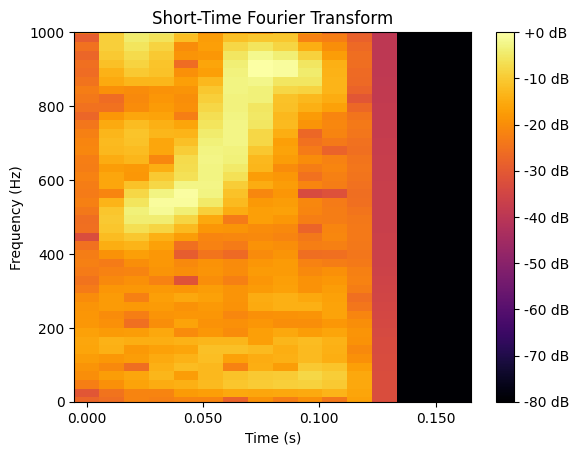 Short-Time Fourier Transform
1000
800
600
400
200
0
Frequency (Hz)
0.000
0.050
0.100
0.150
Time (s)
+0 dB
-10 dB
-20 dB
-30 dB
-40 dB
-50 dB
-60 dB
-70 dB
-80 dB